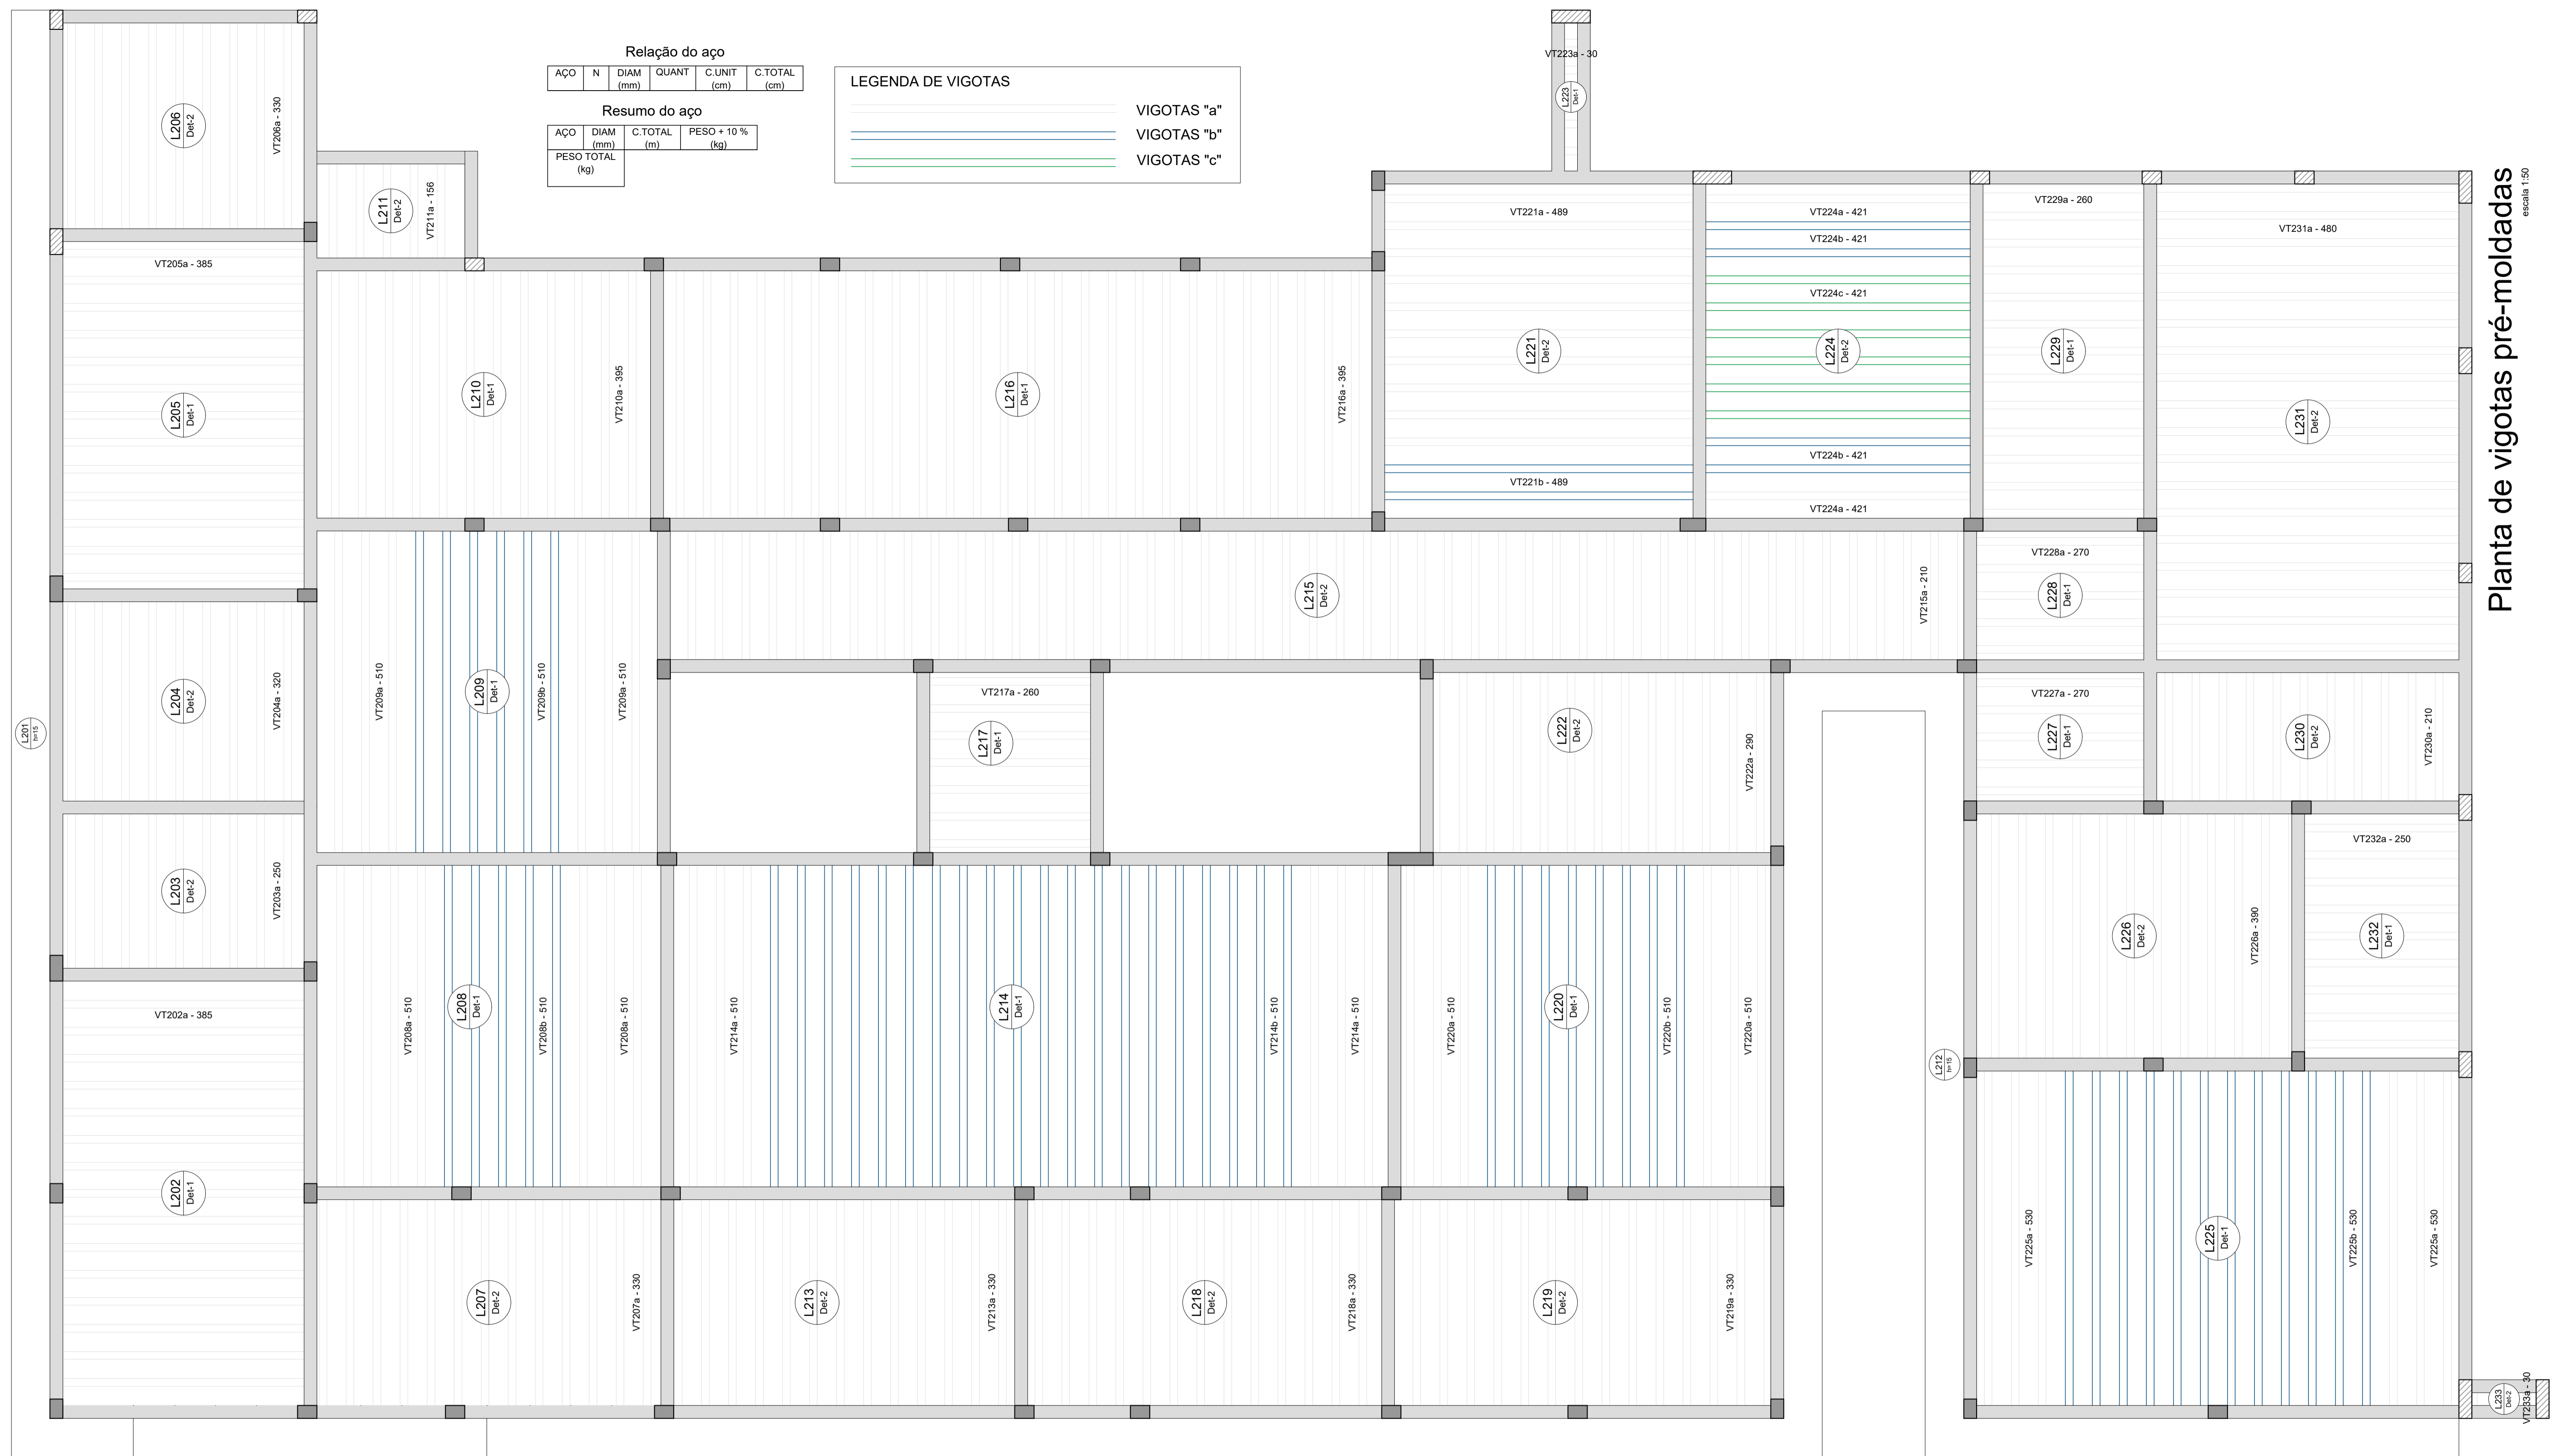 Relação do aço
AÇO N DIAM QUANT C.UNIT C.TOTAL
(mm) (cm) (cm)
Resumo do aço
AÇO DIAM C.TOTAL PESO + 10 %
(mm) (m) (kg)
PESO TOTAL
(kg)
LEGENDA DE VIGOTAS
VIGOTAS "a"
VIGOTAS "b"
VIGOTAS "c"
Planta de vigotas pré-moldadas
escala 1:50
L206
Det-2
VT206a - 330
L211
Det-2
VT211a - 156
VT223a - 30
L223
Det-1
VT205a - 385
L205
Det-1
L210
Det-1
VT210a - 395
L216
Det-1
VT216a - 395
VT221a - 489
L221
Det-2
VT221b - 489
VT224a - 421
VT224b - 421
VT224c - 421
L224
Det-2
VT224b - 421
VT224a - 421
VT229a - 260
L229
Det-1
VT231a - 480
L231
Det-2
L201
h=15
L204
Det-2
VT204a - 320
VT209a - 510
L209
Det-1
VT209b - 510
VT209a - 510
L215
Det-2
VT215a - 210
VT228a - 270
L228
Det-1
VT217a - 260
L217
Det-1
L222
Det-2
VT222a - 290
VT227a - 270
L227
Det-1
L230
Det-2
VT230a - 210
L203
Det-2
VT203a - 250
VT202a - 385
L202
Det-1
VT208a - 510
L208
Det-1
VT208b - 510
VT208a - 510
VT214a - 510
L214
Det-1
VT214b - 510
VT214a - 510
VT220a - 510
L220
Det-1
VT220b - 510
VT220a - 510
L212
h=15
L226
Det-2
VT226a - 390
VT232a - 250
L232
Det-1
L207
Det-2
VT207a - 330
L213
Det-2
VT213a - 330
L218
Det-2
VT218a - 330
L219
Det-2
VT219a - 330
VT225a - 530
L225
Det-1
VT225b - 530
VT225a - 530
L233
Det-2
VT233a - 30